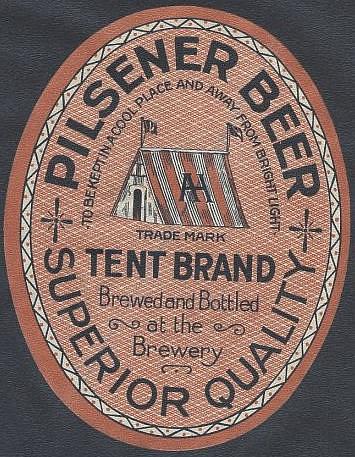 PILSENER BEER
·TO BE KEPT IN A COOL PLACE AND AWAY FROM BRIGHT LIGHT·
AH
TRADE MARK
TENT BRAND
Brewed and Bottled
at the
Brewery
SUPERIOR QUALITY